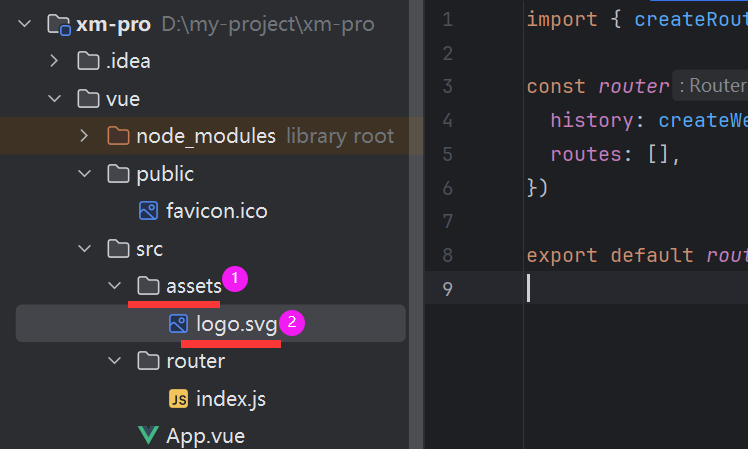 xm-pro D:\my-project\xm-pro
.idea
vue
node_modules library root
public
favicon.ico
src
assets 1
logo.svg 2
router
JS index.js
App.vue
1 import { createRou
2
3 const router : Router
4 history: createWe
5 routes: [],
6 })
7
8 export default rout
9